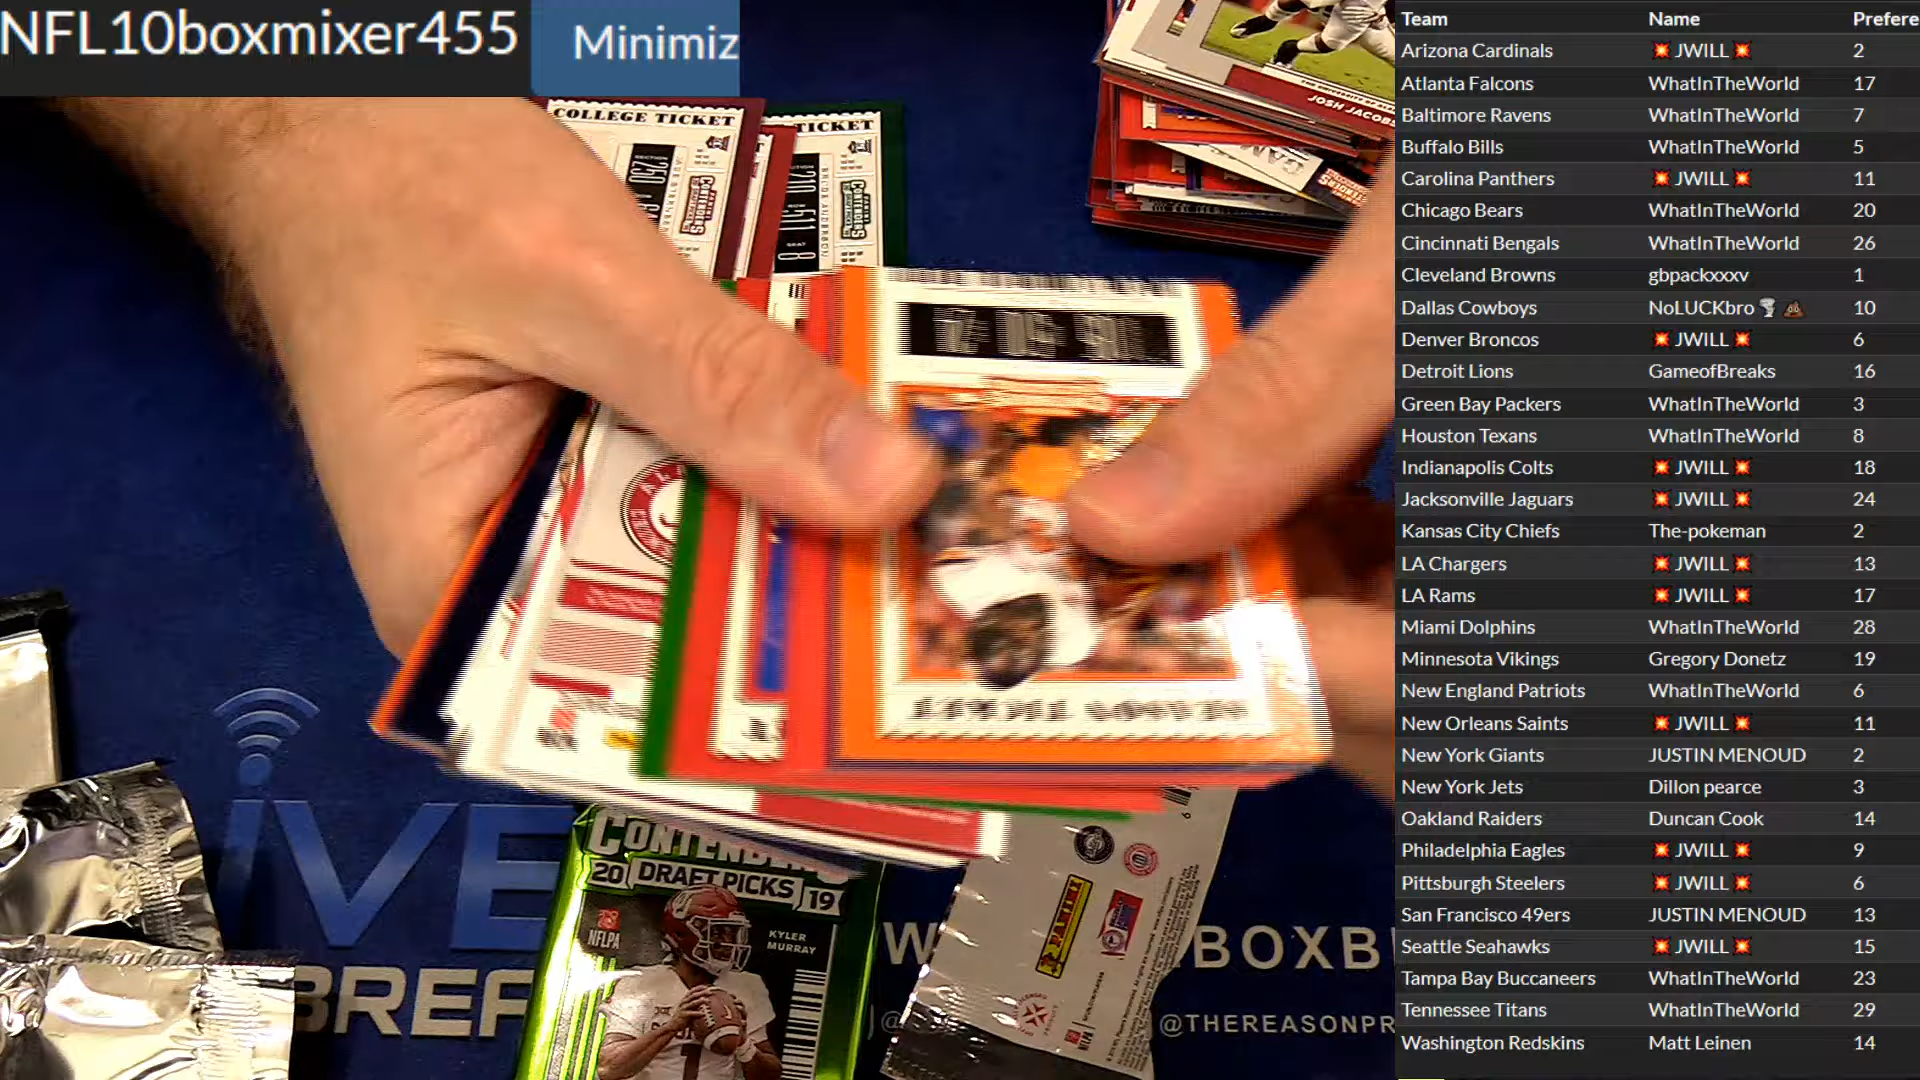 NFL10boxmixer455
Minimiz
COLLEGE TICKET
TICKET
JOSH JACOBS
SEASON TICKET
CONTENDERS
20 DRAFT PICKS 19
NFLPA
KYLER
MURRAY
PANINI
IVE
BREA
BOXB
@THEREASONPR
Team Name Prefere
Arizona Cardinals 💥 JWILL 💥 2
Atlanta Falcons WhatInTheWorld 17
Baltimore Ravens WhatInTheWorld 7
Buffalo Bills WhatInTheWorld 5
Carolina Panthers 💥 JWILL 💥 11
Chicago Bears WhatInTheWorld 20
Cincinnati Bengals WhatInTheWorld 26
Cleveland Browns gbpackxxxv 1
Dallas Cowboys NoLUCKbro 🌪 💩 10
Denver Broncos 💥 JWILL 💥 6
Detroit Lions GameofBreaks 16
Green Bay Packers WhatInTheWorld 3
Houston Texans WhatInTheWorld 8
Indianapolis Colts 💥 JWILL 💥 18
Jacksonville Jaguars 💥 JWILL 💥 24
Kansas City Chiefs The-pokeman 2
LA Chargers 💥 JWILL 💥 13
LA Rams 💥 JWILL 💥 17
Miami Dolphins WhatInTheWorld 28
Minnesota Vikings Gregory Donetz 19
New England Patriots WhatInTheWorld 6
New Orleans Saints 💥 JWILL 💥 11
New York Giants JUSTIN MENOUD 2
New York Jets Dillon pearce 3
Oakland Raiders Duncan Cook 14
Philadelphia Eagles 💥 JWILL 💥 9
Pittsburgh Steelers 💥 JWILL 💥 6
San Francisco 49ers JUSTIN MENOUD 13
Seattle Seahawks 💥 JWILL 💥 15
Tampa Bay Buccaneers WhatInTheWorld 23
Tennessee Titans WhatInTheWorld 29
Washington Redskins Matt Leinen 14